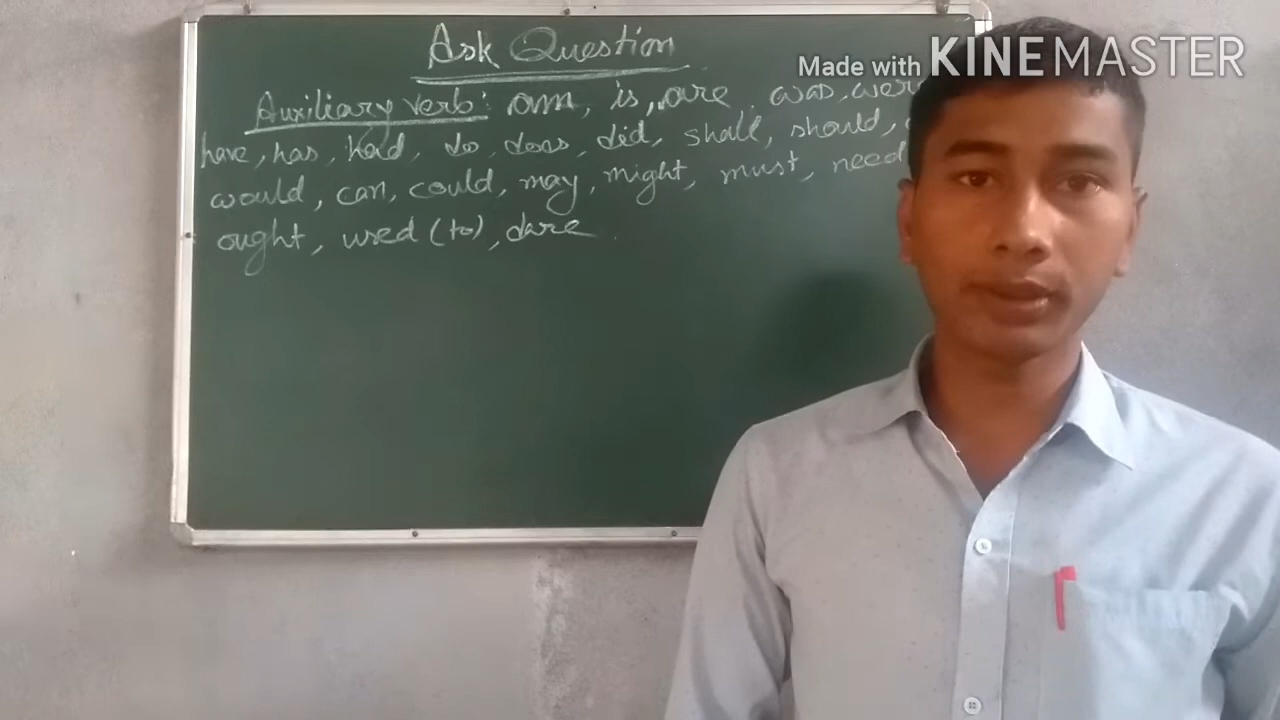 Ask Question
Made with KINEMASTER
Auxiliary verb: am, is, are, was, wer
have, has, had, do, does, did, shall, should,
would, can, could, may, might, must, need
ought, used (to), dare